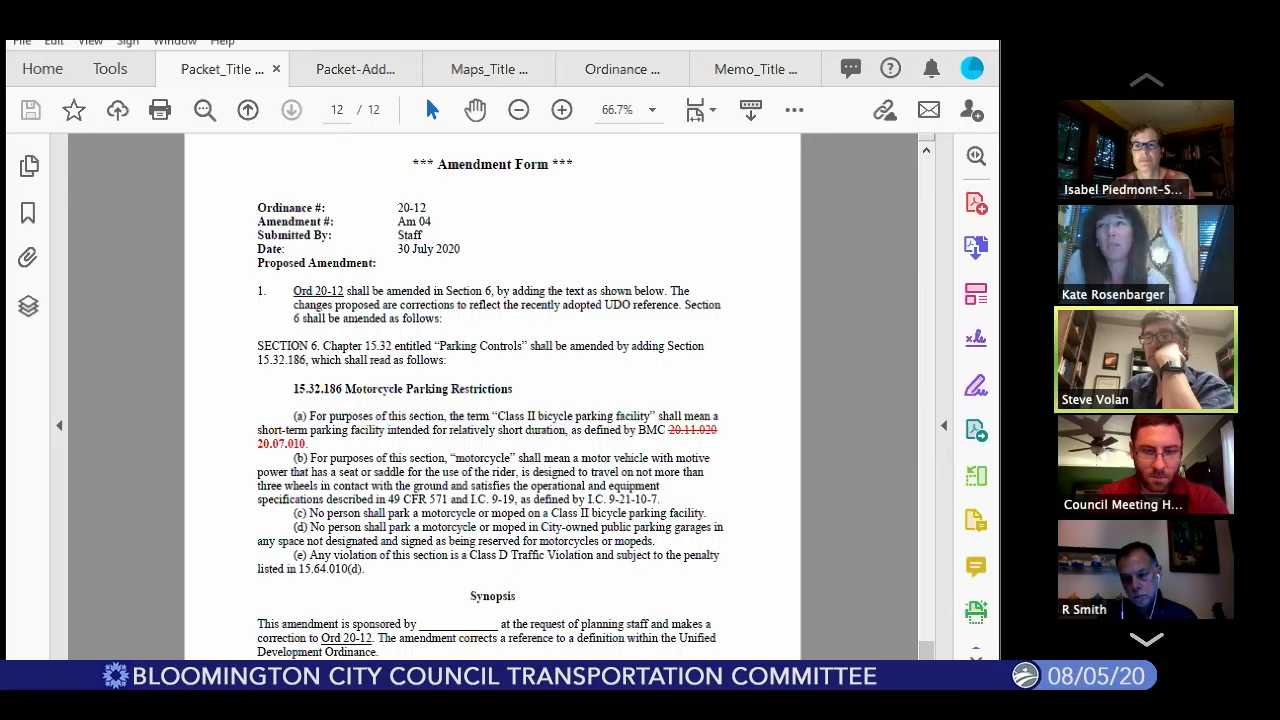 File Edit View Sign Window Help
Home Tools Packet_Title ... × Packet-Add... Maps_Title ... Ordinance ... Memo_Title ...
12 / 12 66.7%
*** Amendment Form ***
Ordinance #: 20-12
Amendment #: Am 04
Submitted By: Staff
Date: 30 July 2020
Proposed Amendment:
1. Ord 20-12 shall be amended in Section 6, by adding the text as shown below. The
changes proposed are corrections to reflect the recently adopted UDO reference. Section
6 shall be amended as follows:
SECTION 6. Chapter 15.32 entitled “Parking Controls” shall be amended by adding Section
15.32.186, which shall read as follows:
15.32.186 Motorcycle Parking Restrictions
(a) For purposes of this section, the term “Class II bicycle parking facility” shall mean a
short-term parking facility intended for relatively short duration, as defined by BMC 20.11.020
20.07.010.
(b) For purposes of this section, “motorcycle” shall mean a motor vehicle with motive
power that has a seat or saddle for the use of the rider, is designed to travel on not more than
three wheels in contact with the ground and satisfies the operational and equipment
specifications described in 49 CFR 571 and I.C. 9-19, as defined by I.C. 9-21-10-7.
(c) No person shall park a motorcycle or moped on a Class II bicycle parking facility.
(d) No person shall park a motorcycle or moped in City-owned public parking garages in
any space not designated and signed as being reserved for motorcycles or mopeds.
(e) Any violation of this section is a Class D Traffic Violation and subject to the penalty
listed in 15.64.010(d).
Synopsis
This amendment is sponsored by ____________ at the request of planning staff and makes a
correction to Ord 20-12. The amendment corrects a reference to a definition within the Unified
Development Ordinance.
Isabel Piedmont-S...
Kate Rosenbarger
Steve Volan
Council Meeting H...
R Smith
BLOOMINGTON CITY COUNCIL TRANSPORTATION COMMITTEE 08/05/20